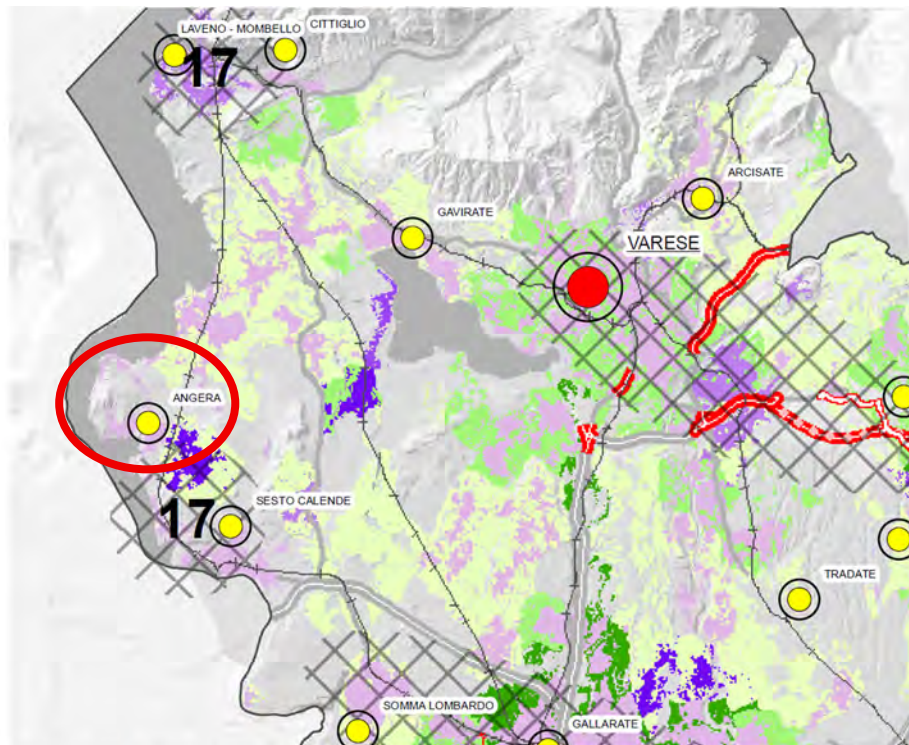 LAVENO - MOMBELLO
CITTIGLIO
17
ARCISATE
GAVIRATE
VARESE
ANGERA
SESTO CALENDE
17
TRADATE
SOMMA LOMBARDO
GALLARATE